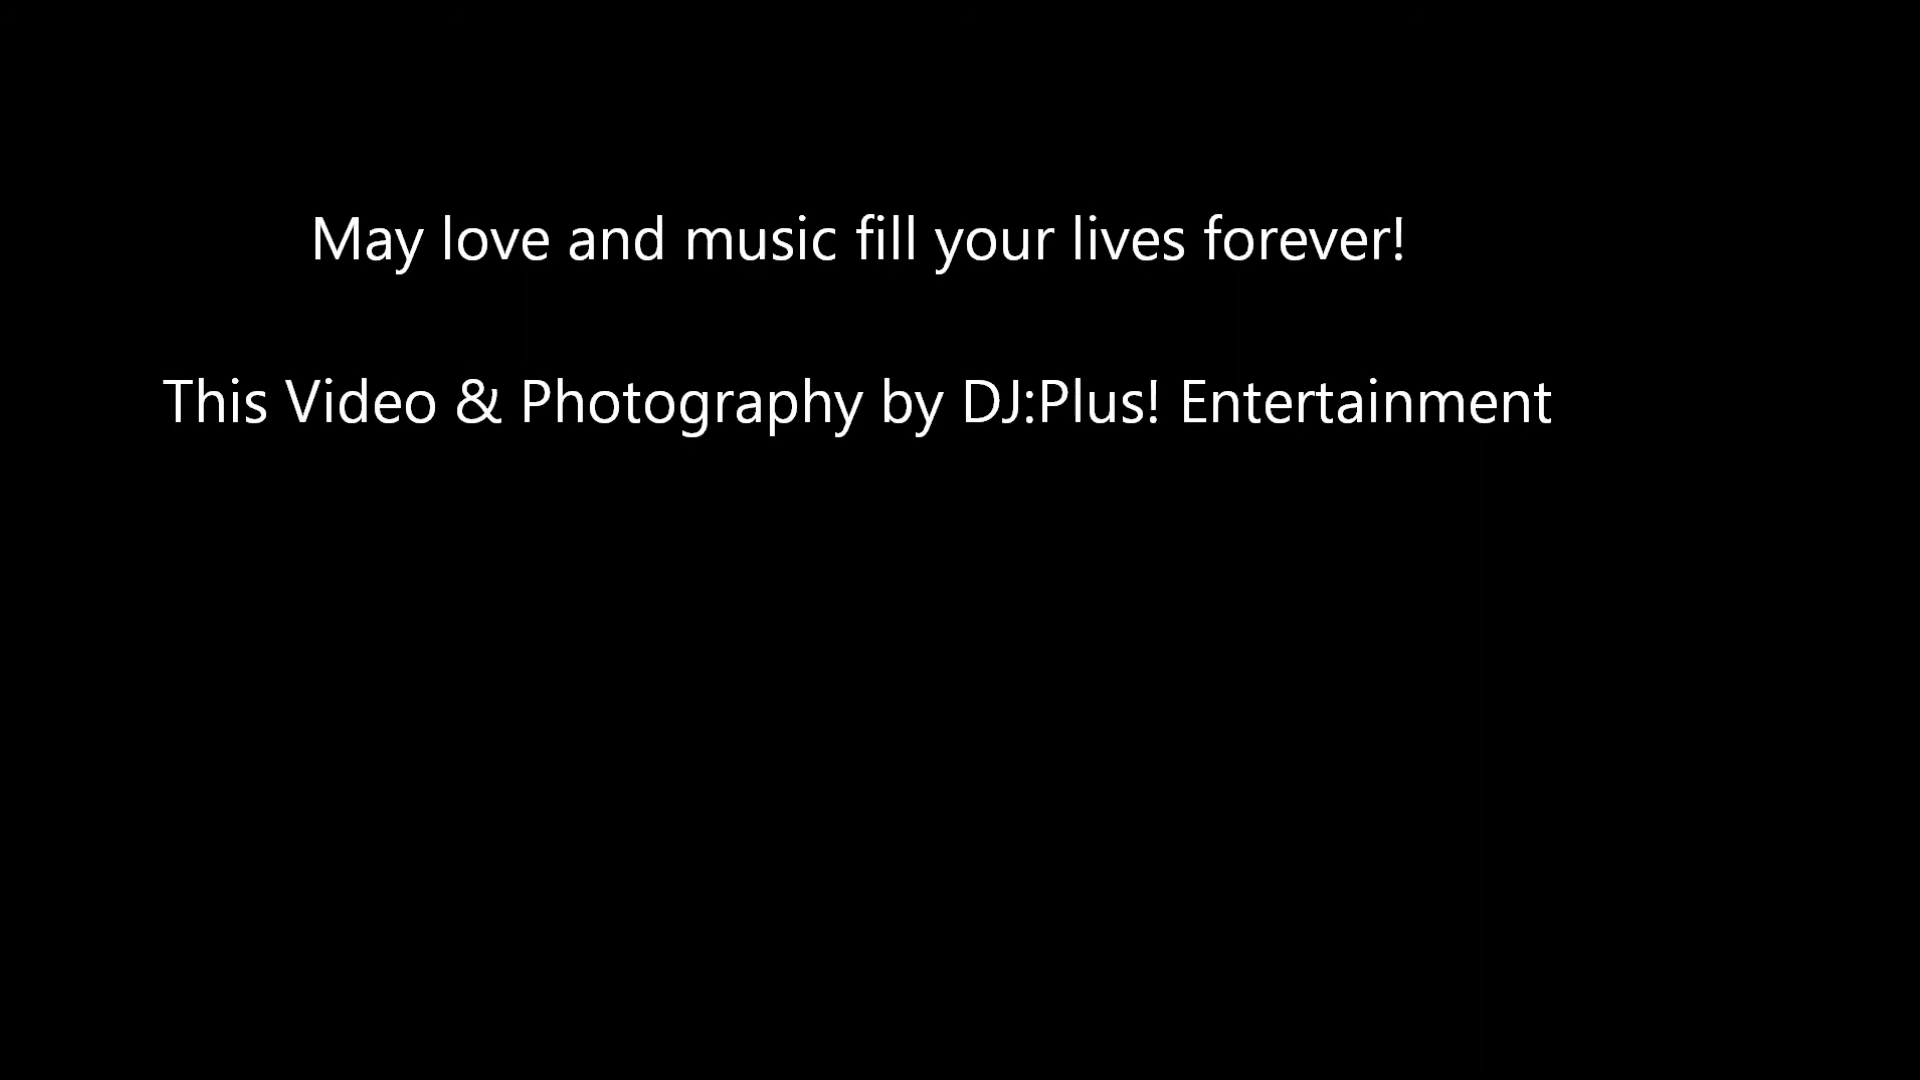 May love and music fill your lives forever!
This Video & Photography by DJ:Plus! Entertainment